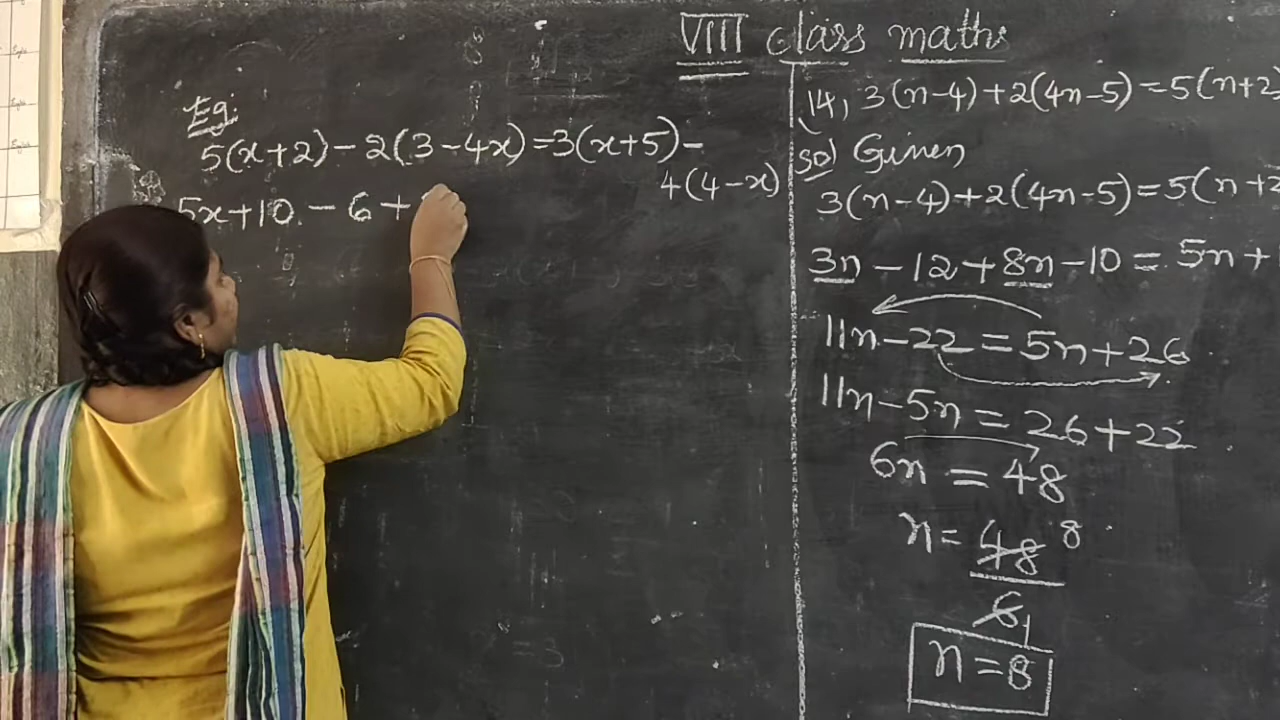 VIII class maths
Eg:
5(x+2) - 2(3-4x) = 3(x+5) -
4(4-x)
5x+10 - 6 +
14, 3(n-4)+2(4n-5)=5(n+2
Sol Given
3(n-4)+2(4n-5)=5(n+2
3n - 12 + 8n - 10 = 5n +
11n - 22 = 5n + 26
11n - 5n = 26 + 22
6n = 48
n = 48 8
6 1
n = 8